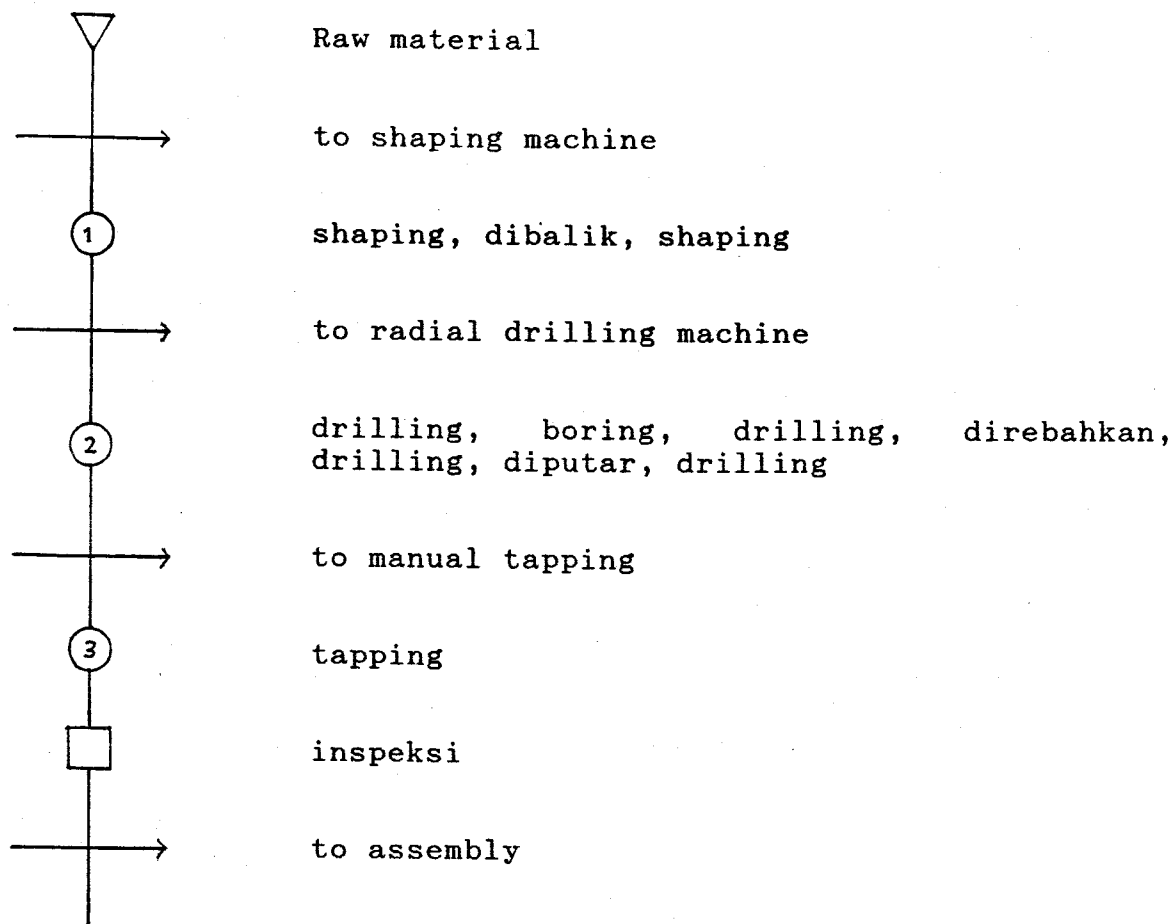 Raw material
to shaping machine
1
shaping, dibalik, shaping
to radial drilling machine
2
drilling, boring, drilling, direbahkan,
drilling, diputar, drilling
to manual tapping
3
tapping
inspeksi
to assembly